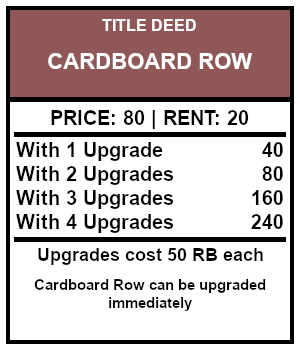 TITLE DEED
CARDBOARD ROW
PRICE: 80 | RENT: 20
With 1 Upgrade 40
With 2 Upgrades 80
With 3 Upgrades 160
With 4 Upgrades 240
Upgrades cost 50 RB each
Cardboard Row can be upgraded
immediately